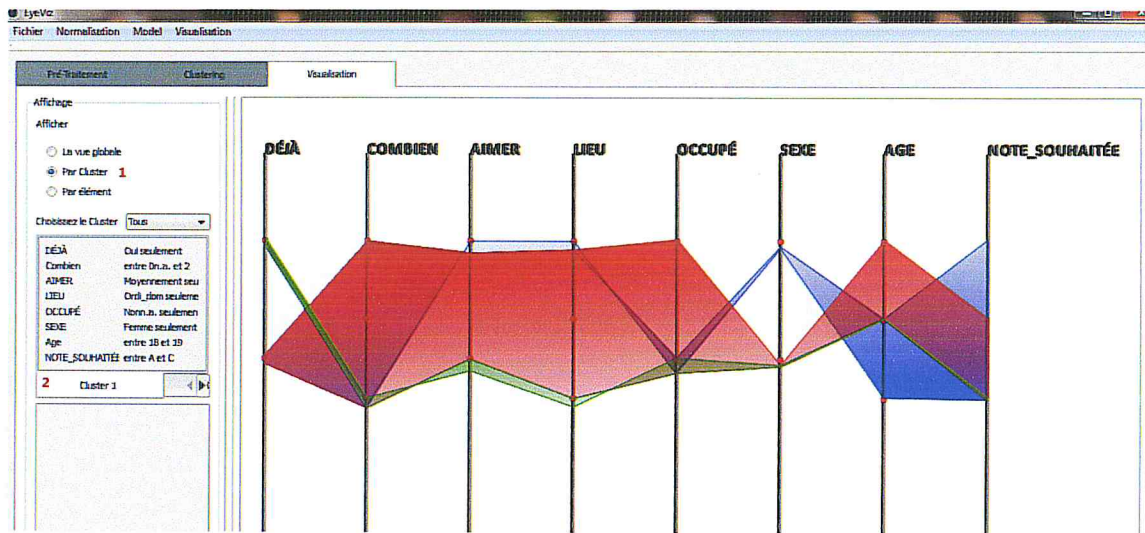 EyeViz
Fichier Normalisation Model Visualisation
Pré-Traitement Clustering Visualisation
Affichage
Afficher
La vue globale
Par Cluster 1
Par élément
Choisissez le Cluster Tous
DÉJÀ Oui seulement
Combien entre 0n.a. et 2
AIMER Moyennement seu
LIEU Ordi_dom seuleme
OCCUPÉ Nonn.a. seulemen
SEXE Femme seulement
Age entre 18 et 19
NOTE_SOUHAITÉE entre A et C
2 Cluster 1
DÉJÀ COMBIEN AIMER LIEU OCCUPÉ SEXE AGE NOTE_SOUHAITÉE